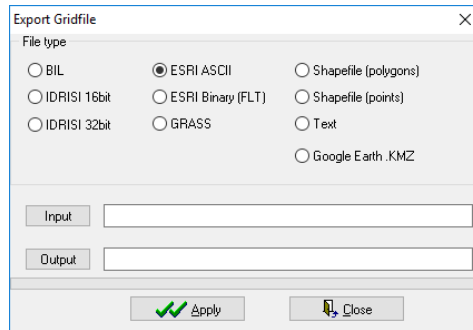 Export Gridfile
File type
BIL
ESRI ASCII
Shapefile (polygons)
IDRISI 16bit
ESRI Binary (FLT)
Shapefile (points)
IDRISI 32bit
GRASS
Text
Google Earth .KMZ
Input
Output
Apply
Close